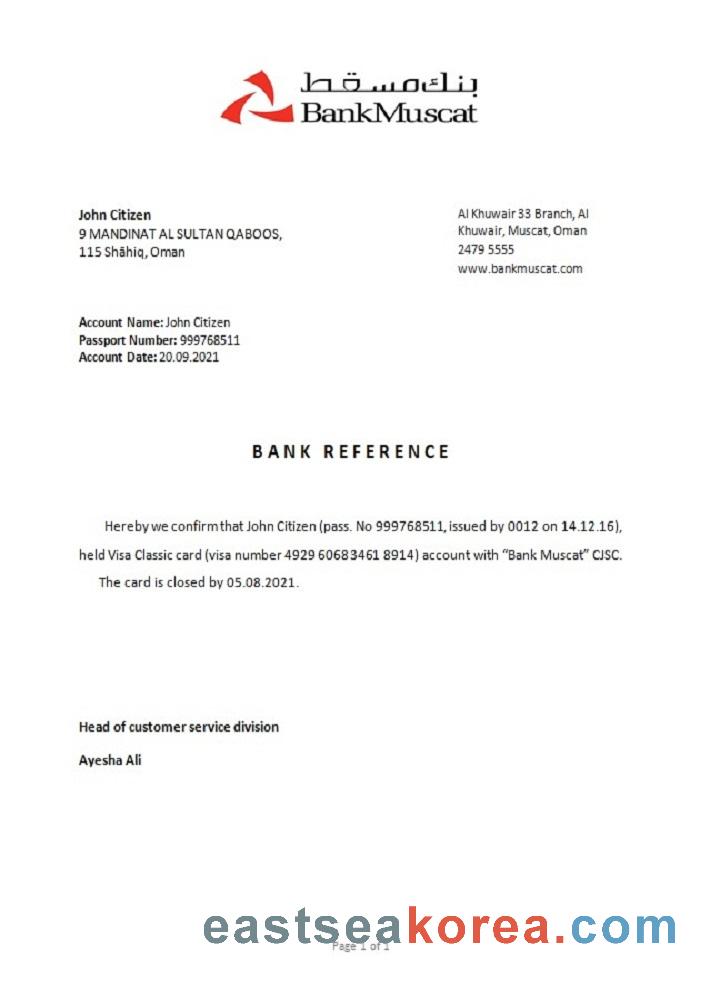 بنك مسقط
BankMuscat
John Citizen
9 MANDINAT AL SULTAN QABOOS,
115 Shāhiq, Oman
Al Khuwair 33 Branch, Al
Khuwair, Muscat, Oman
2479 5555
www.bankmuscat.com
Account Name: John Citizen
Passport Number: 999768511
Account Date: 20.09.2021
BANK REFERENCE
Hereby we confirm that John Citizen (pass. No 999768511, issued by 0012 on 14.12.16),
held Visa Classic card (visa number 4929 6068 3461 8914) account with “Bank Muscat” CJSC.
The card is closed by 05.08.2021.
Head of customer service division
Ayesha Ali
eastseakorea.com
Page 1 of 1